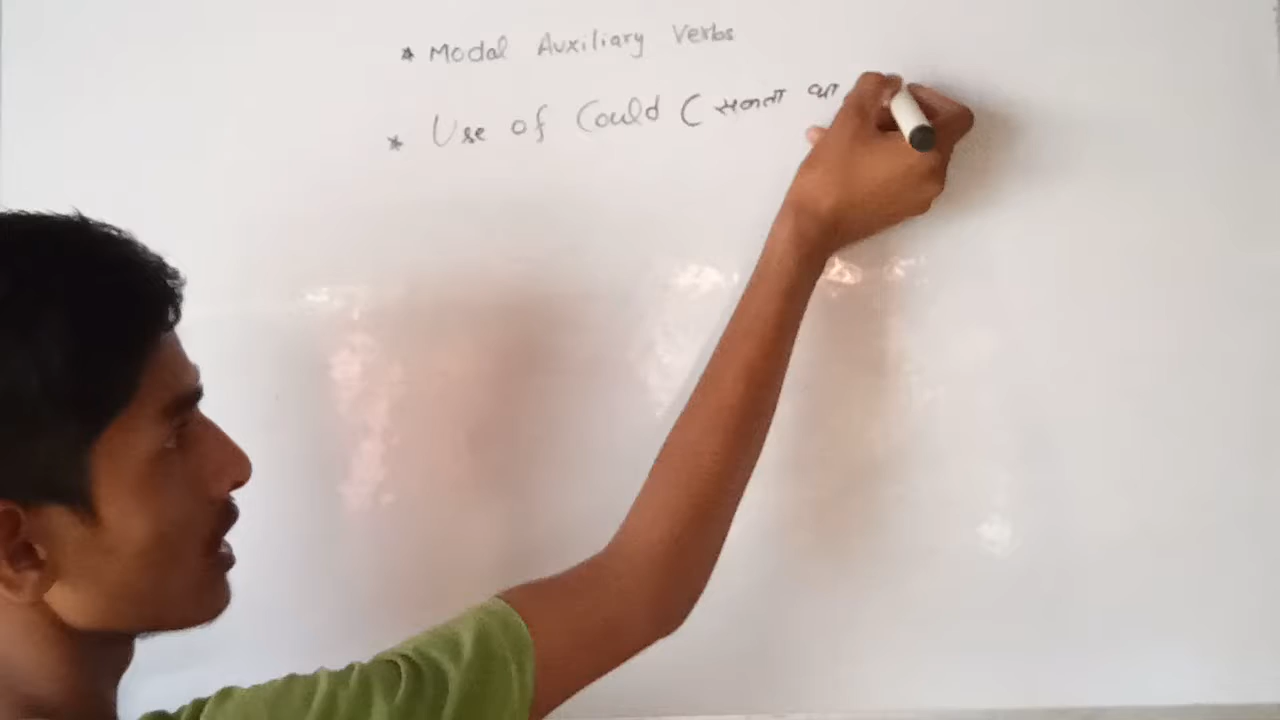 * Modal Auxiliary Verbs
* Use of Could ( सकता था